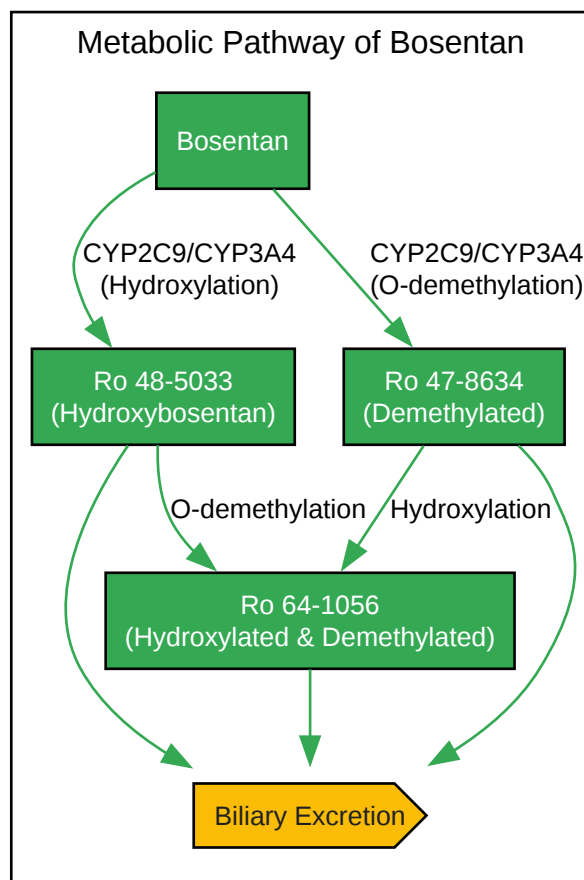 Metabolic Pathway of Bosentan
Bosentan
CYP2C9/CYP3A4
(Hydroxylation)
CYP2C9/CYP3A4
(O-demethylation)
Ro 48-5033
(Hydroxybosentan)
Ro 47-8634
(Demethylated)
O-demethylation
Hydroxylation
Ro 64-1056
(Hydroxylated & Demethylated)
Biliary Excretion